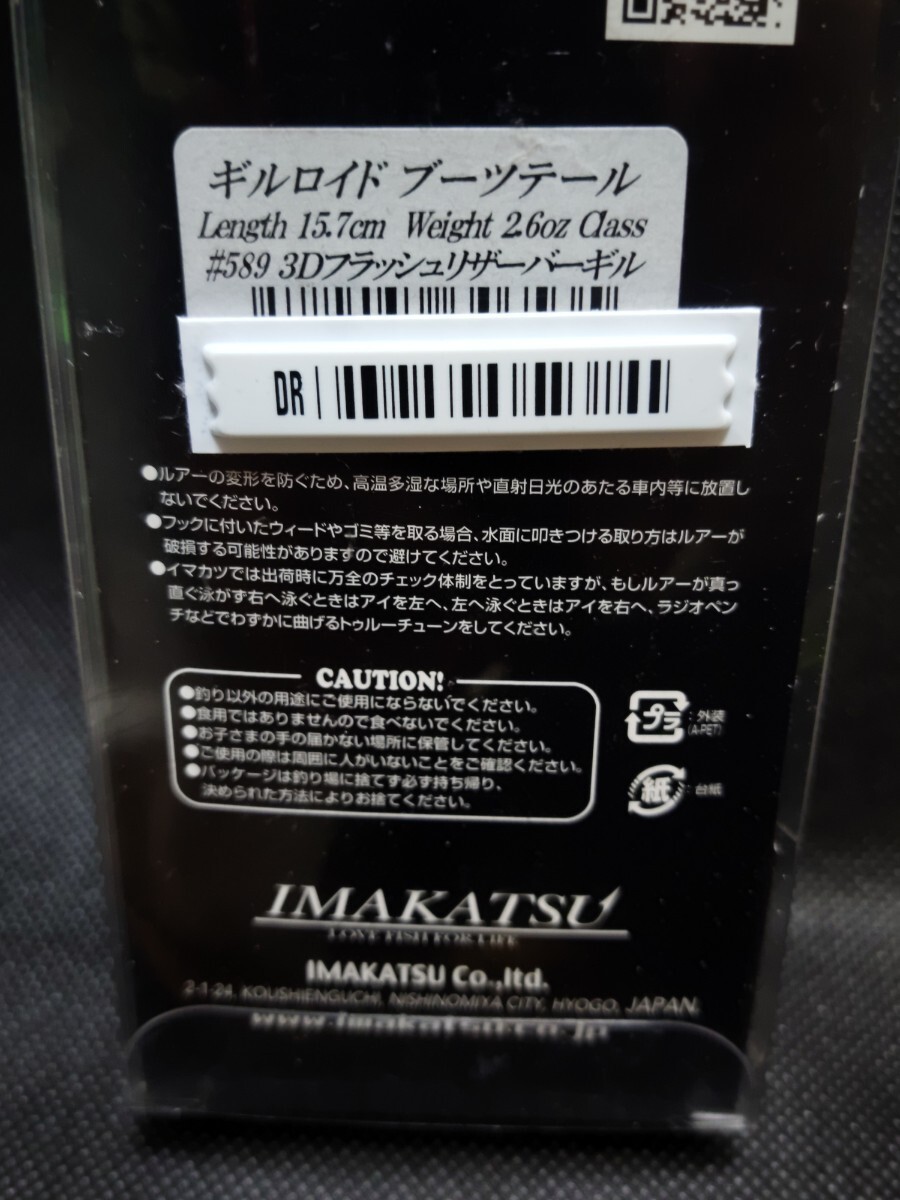 ギルロイド ブーツテール
Length 15.7cm Weight 2.6oz Class
#589 3Dフラッシュリザーバーギル
DR
●ルアーの変形を防ぐため、高温多湿な場所や直射日光のあたる車内等に放置し
ないでください。
●フックに付いたウィードやゴミ等を取る場合、水面に叩きつける取り方はルアーが
破損する可能性がありますので避けてください。
●イマカツでは出荷時に万全のチェック体制をとっていますが、もしルアーが真っ
直ぐ泳がず右へ泳ぐときはアイを左へ、左へ泳ぐときはアイを右へ、ラジオペン
チなどでわずかに曲げるトゥルーチューンをしてください。
CAUTION!
●釣り以外の用途にご使用にならないでください。
●食用ではありませんので食べないでください。
●お子さまの手の届かない場所に保管してください。
●ご使用の際は周囲に人がいないことをご確認ください。
●パッケージは釣り場に捨てず必ず持ち帰り、
決められた方法によりお捨てください。
プラ :外装
(A-PET)
紙 :台紙
IMAKATSU
LOVE FISH FOR LIFE
IMAKATSU Co.,ltd.
2-1-24, KOUSHIENGUCHI, NISHINOMIYA CITY, HYOGO, JAPAN.
www.imakatsu.co.jp